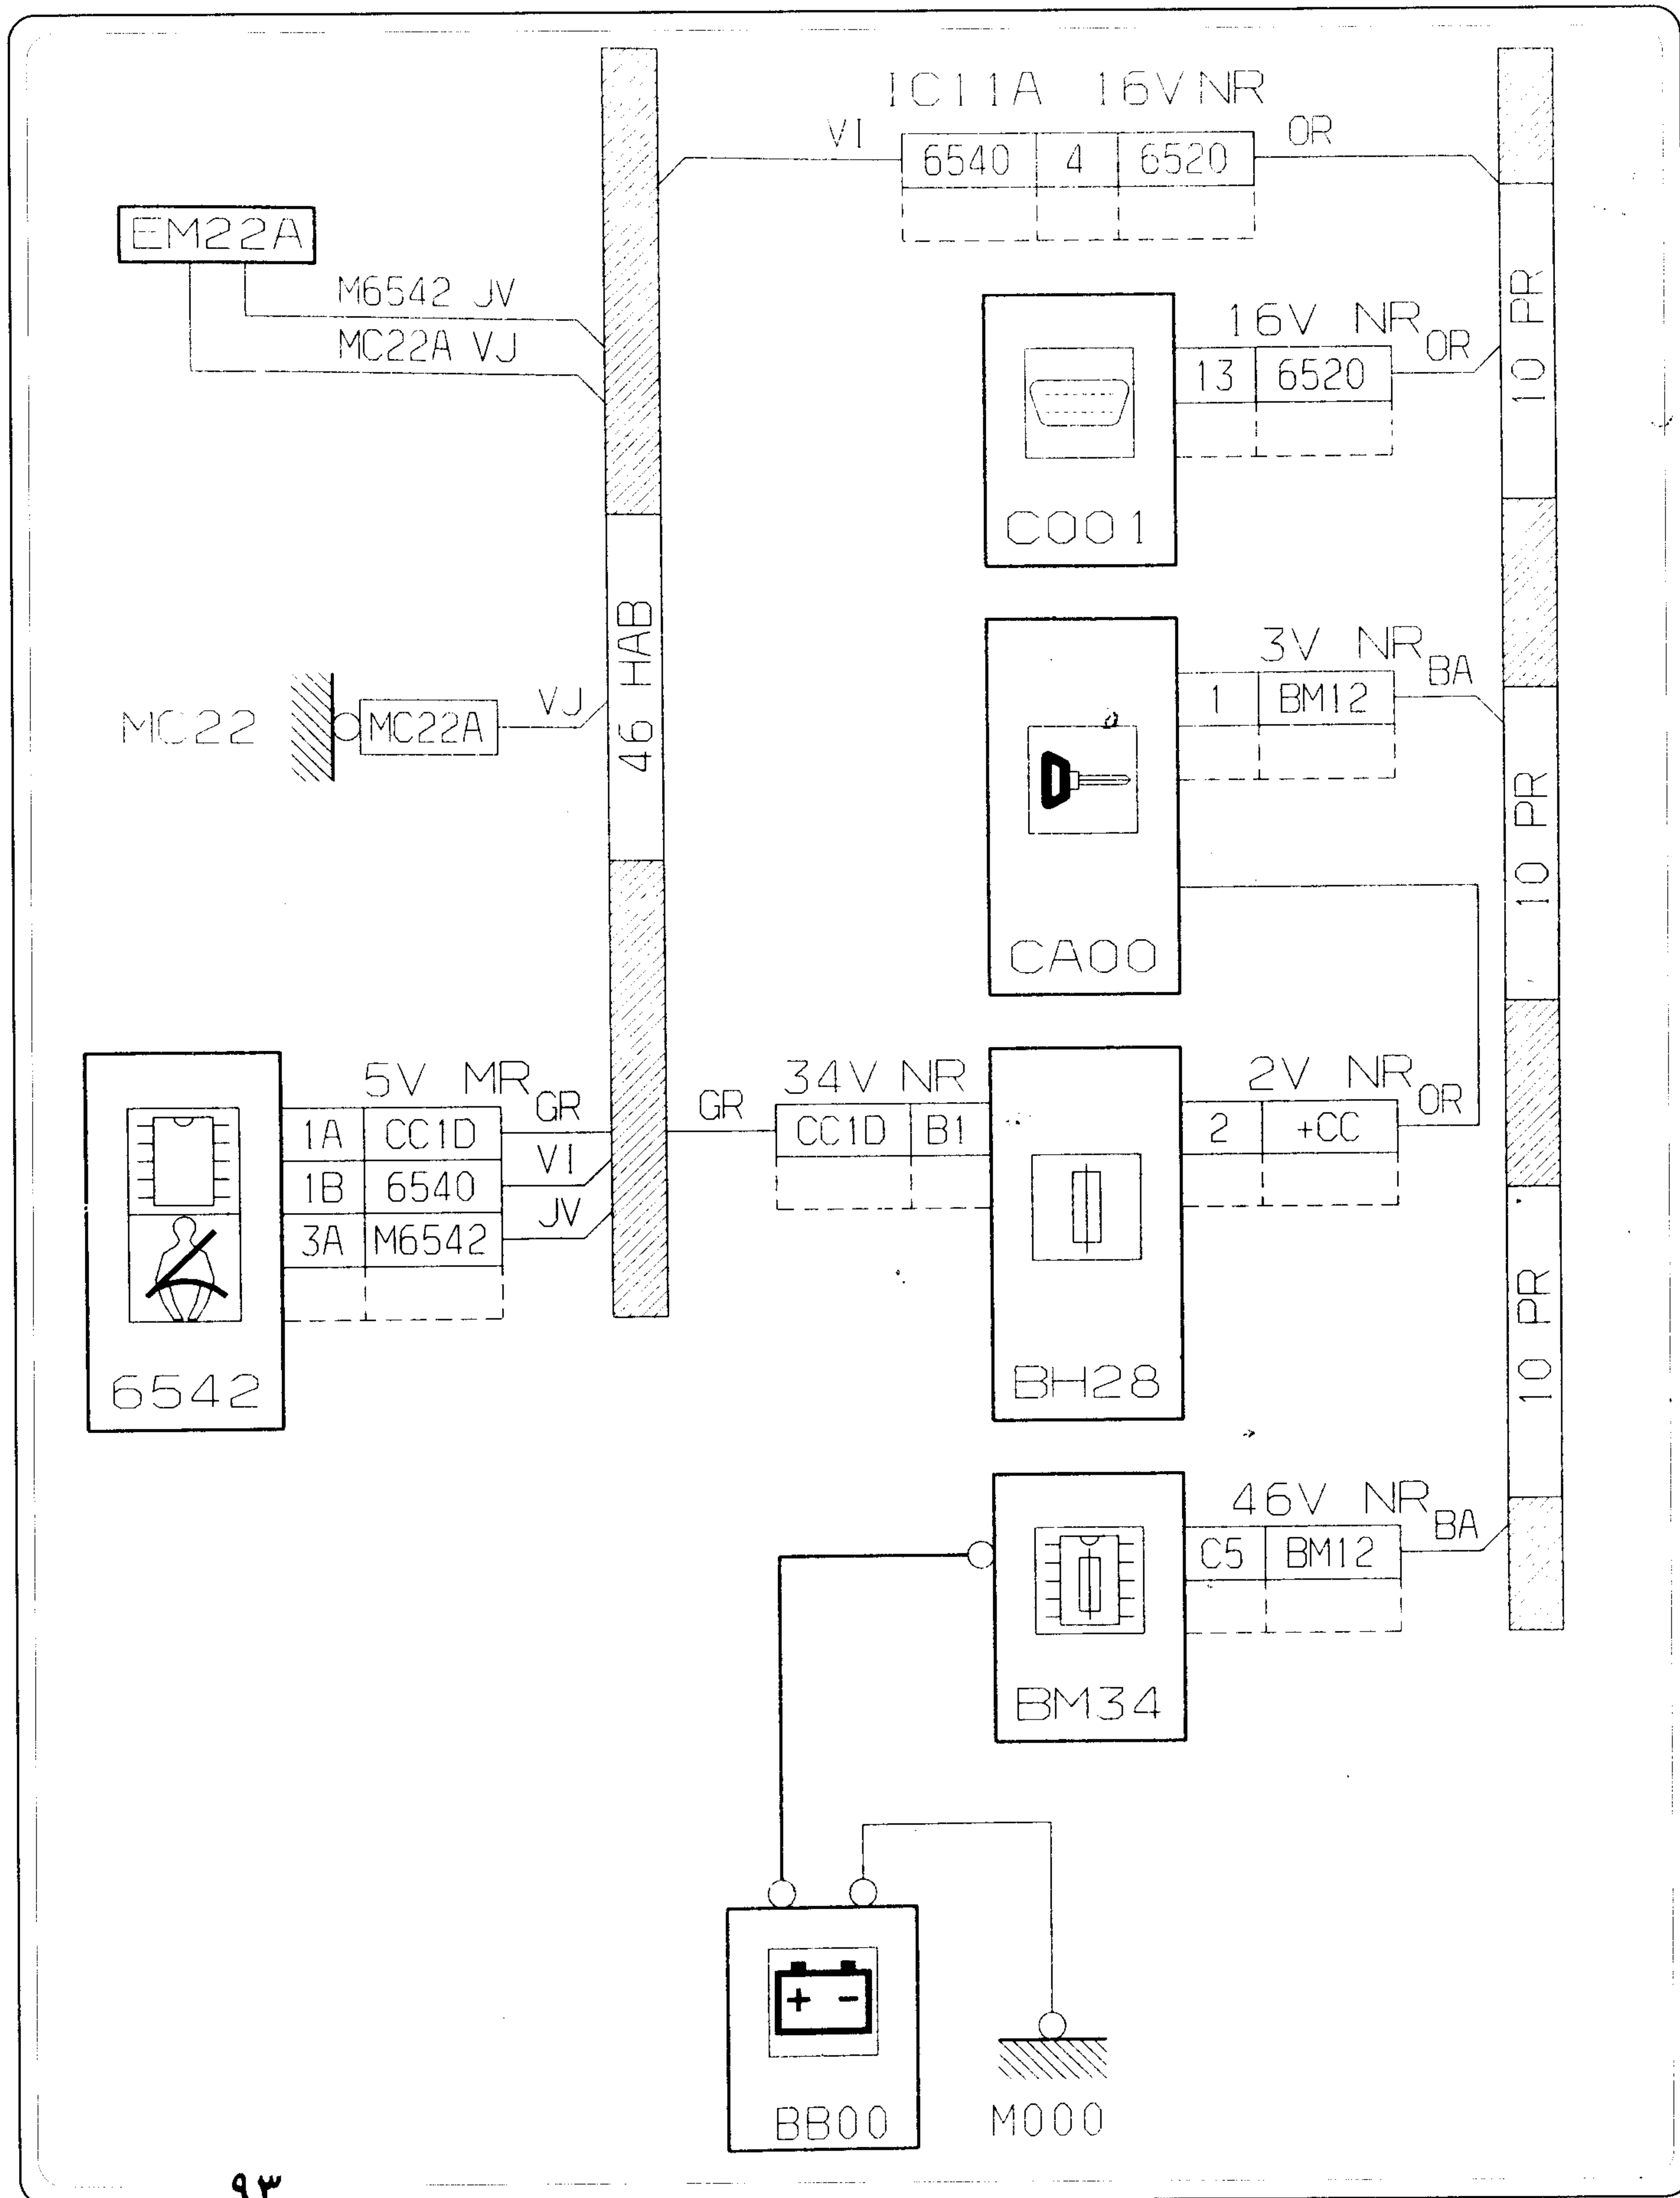 IC11A 16V NR
VI
6540 4 6520
OR
EM22A
M6542 JV
MC22A VJ
16V NR
OR
13 6520
C001
10 PR
46 HAB
MC22
MC22A
VJ
3V NR
BA
1 BM12
CA00
10 PR
5V MR
GR
1A CC1D
VI
1B 6540
JV
3A M6542
6542
GR
34V NR
CC1D B1
BH28
2V NR
OR
2 +CC
10 PR
46V NR
BA
C5 BM12
BM34
+ -
BB00
M000
۹۳